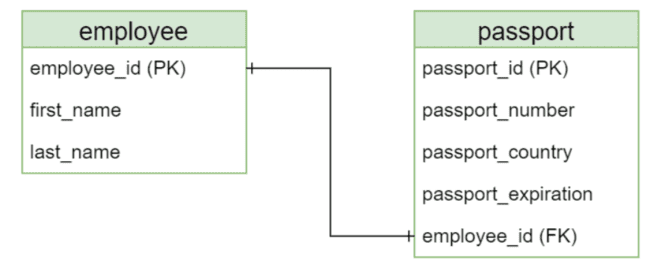 employee
employee_id (PK)
first_name
last_name
passport
passport_id (PK)
passport_number
passport_country
passport_expiration
employee_id (FK)